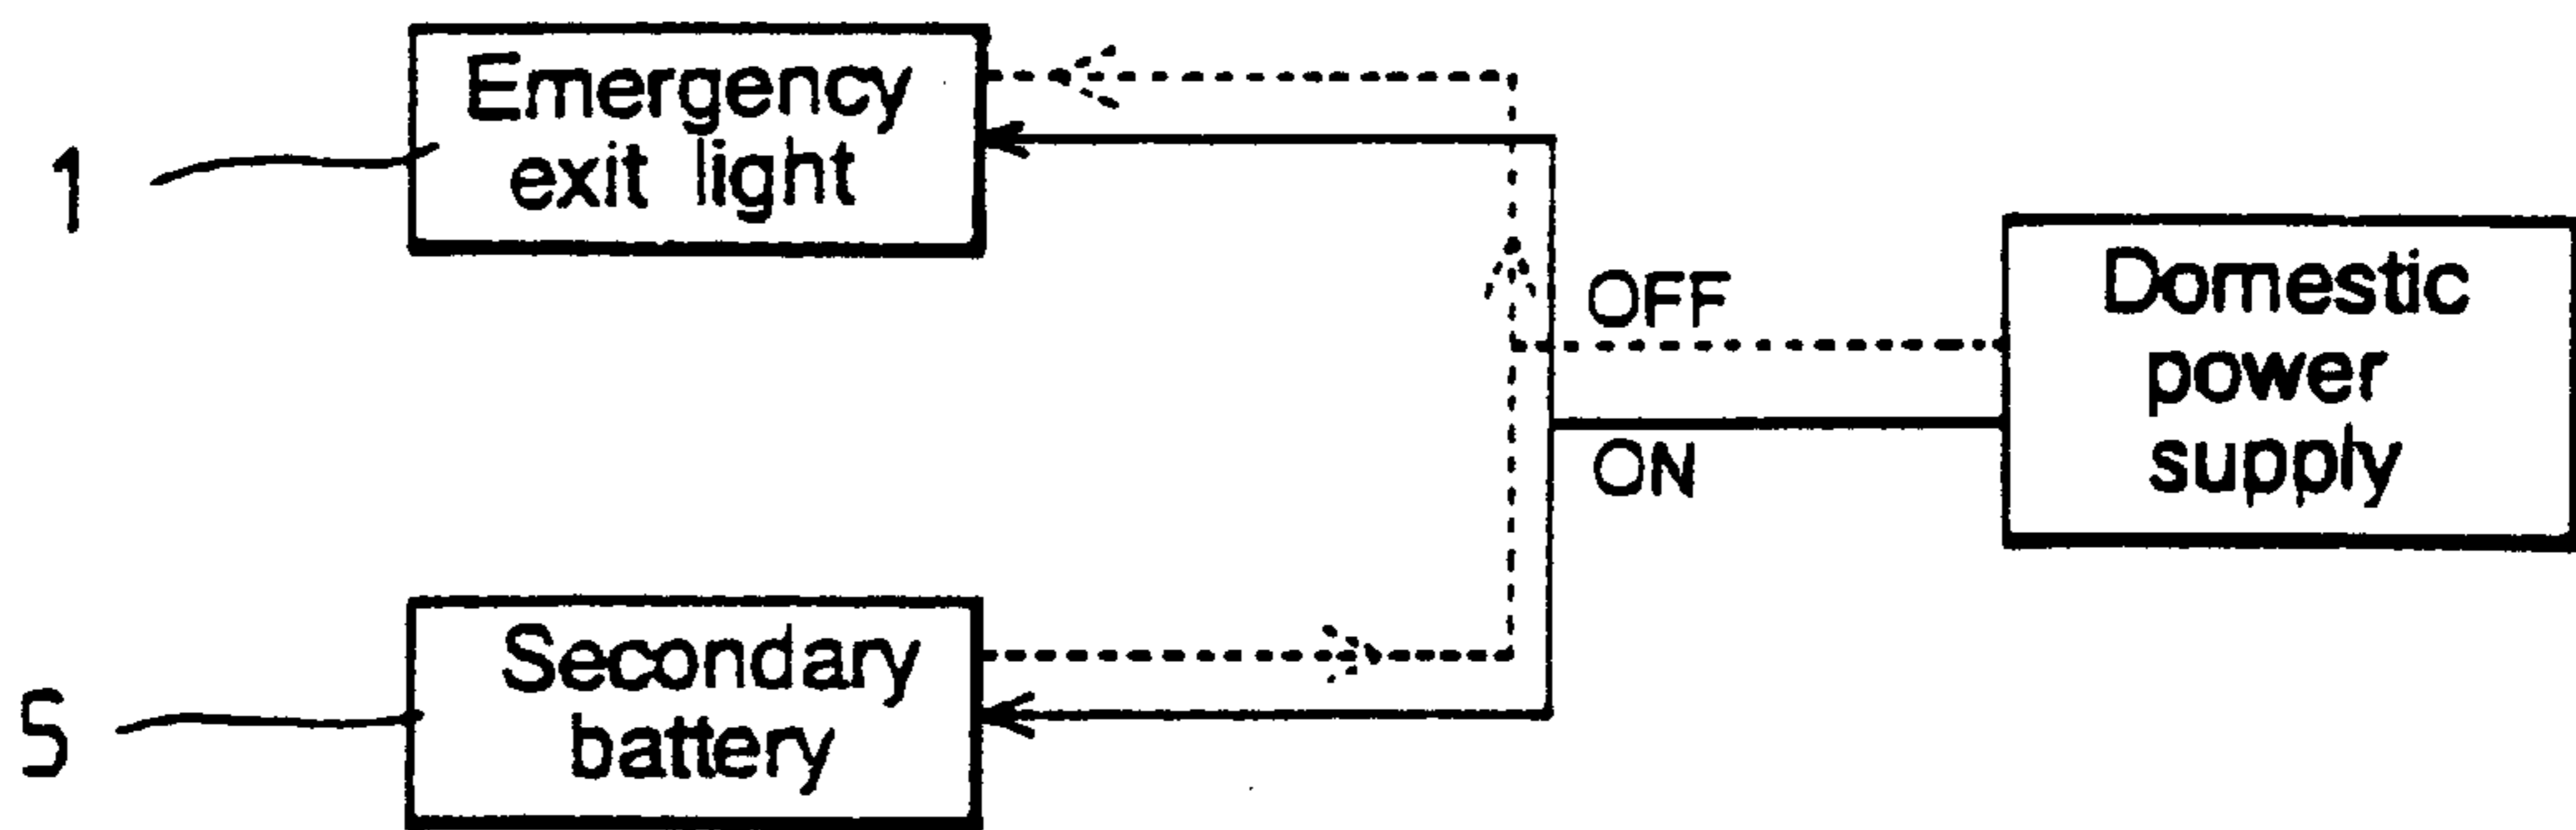 1
Emergency
exit light
OFF
ON
Domestic
power
supply
5
Secondary
battery